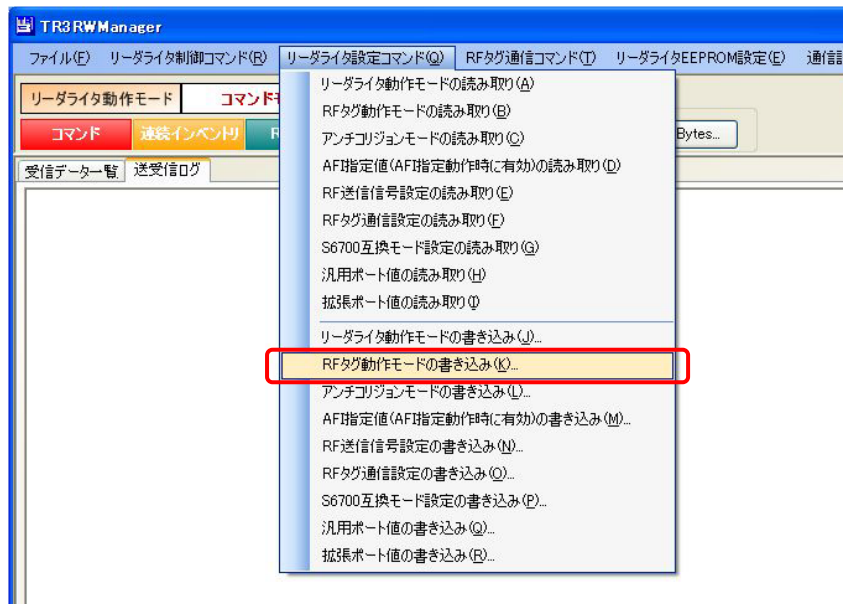 TR3RWManager
ファイル(F) リーダライタ制御コマンド(R) リーダライタ設定コマンド(Q) RFタグ通信コマンド(T) リーダライタEEPROM設定(E) 通信
リーダライタ動作モード コマンド
コマンド 連続インベントリ R Bytes...
受信データ一覧 送受信ログ
リーダライタ動作モードの読み取り(A)
RFタグ動作モードの読み取り(B)
アンチコリジョンモードの読み取り(C)
AFI指定値(AFI指定動作時に有効)の読み取り(D)
RF送信信号設定の読み取り(E)
RFタグ通信設定の読み取り(F)
S6700互換モード設定の読み取り(G)
汎用ポート値の読み取り(H)
拡張ポート値の読み取り(I)
リーダライタ動作モードの書き込み(J)...
RFタグ動作モードの書き込み(K)...
アンチコリジョンモードの書き込み(L)...
AFI指定値(AFI指定動作時に有効)の書き込み(M)...
RF送信信号設定の書き込み(N)...
RFタグ通信設定の書き込み(O)...
S6700互換モード設定の書き込み(P)...
汎用ポート値の書き込み(Q)...
拡張ポート値の書き込み(R)...